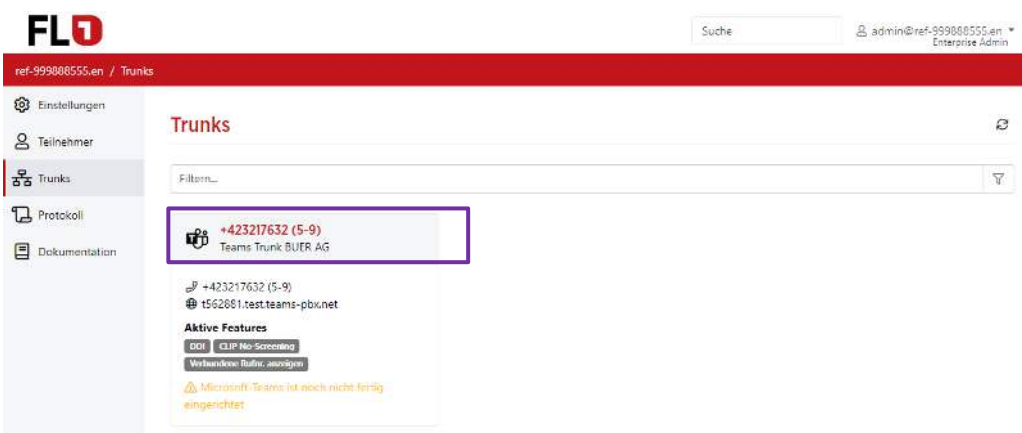 FL1
Suche
admin@ref-999888555.en
Enterprise Admin
ref-999888555.en / Trunks
Einstellungen
Teilnehmer
Trunks
Protokoll
Dokumentation
Trunks
Filtern...
+423217632 (5-9)
Teams Trunk BUER AG
+423217632 (5-9)
t562881.test.teams-pbx.net
Aktive Features
DDI CLIP No-Screening
Verbundene Rufnr. anzeigen
Microsoft-Teams ist noch nicht fertig
eingerichtet